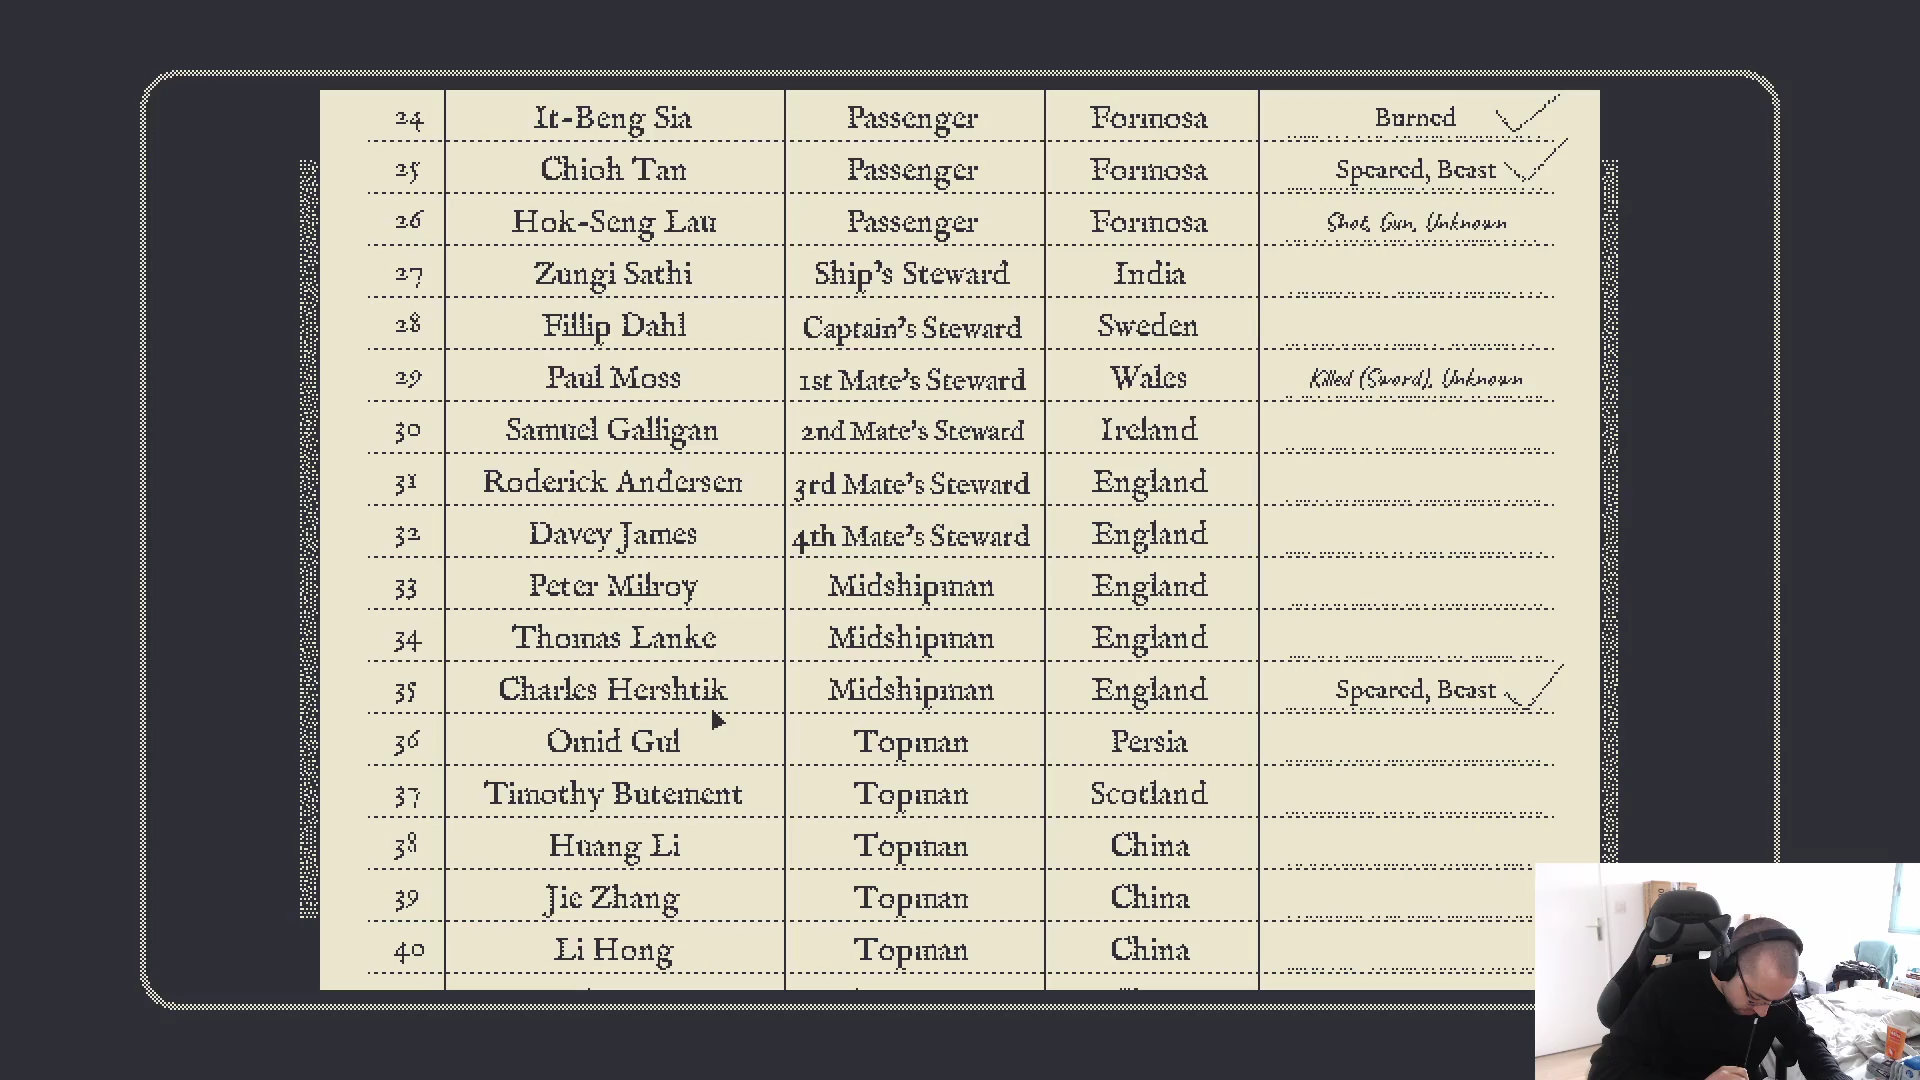 24 It-Beng Sia Passenger Formosa Burned
25 Chioh Tan Passenger Formosa Speared, Beast
26 Hok-Seng Lau Passenger Formosa Shot, Gun, Unknown
27 Zungi Sathi Ship's Steward India
28 Fillip Dahl Captain's Steward Sweden
29 Paul Moss 1st Mate's Steward Wales Killed (Sword), Unknown
30 Samuel Galligan 2nd Mate's Steward Ireland
31 Roderick Andersen 3rd Mate's Steward England
32 Davey James 4th Mate's Steward England
33 Peter Milroy Midshipman England
34 Thomas Lanke Midshipman England
35 Charles Hershtik Midshipman England Speared, Beast
36 Omid Gul Topman Persia
37 Timothy Butement Topman Scotland
38 Huang Li Topman China
39 Jie Zhang Topman China
40 Li Hong Topman China